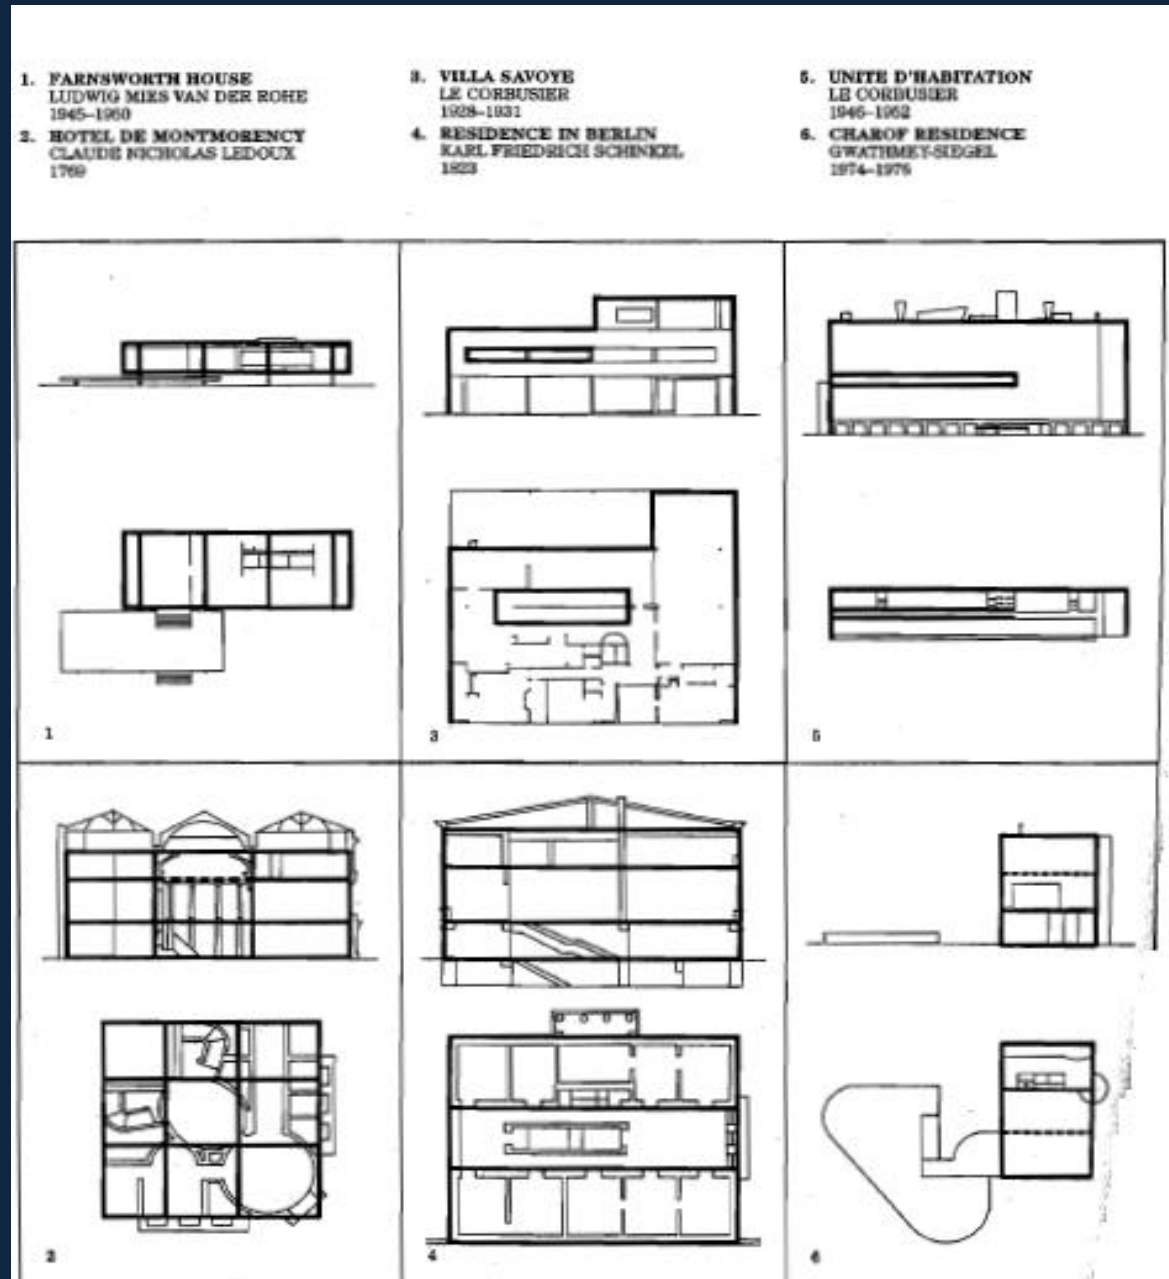 1. FARNSWORTH HOUSE
LUDWIG MIES VAN DER ROHE
1945–1950
2. HOTEL DE MONTMORENCY
CLAUDE NICHOLAS LEDOUX
1769
3. VILLA SAVOYE
LE CORBUSIER
1928–1931
4. RESIDENCE IN BERLIN
KARL FRIEDRICH SCHINKEL
1823
5. UNITE D'HABITATION
LE CORBUSIER
1946–1952
6. CHAROF RESIDENCE
GWATHMEY-SIEGEL
1974–1976
1
3
5
2
4
6